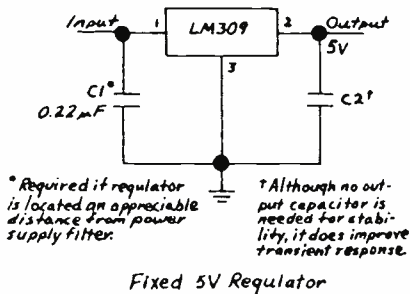 Input
1
LM309
2
Output
5V
3
C1*
0.22µF
C2†
*Required if regulator
is located an appreciable
distance from power
supply filter.
†Although no out-
put capacitor is
needed for stabi-
lity, it does improve
transient response.
Fixed 5V Regulator